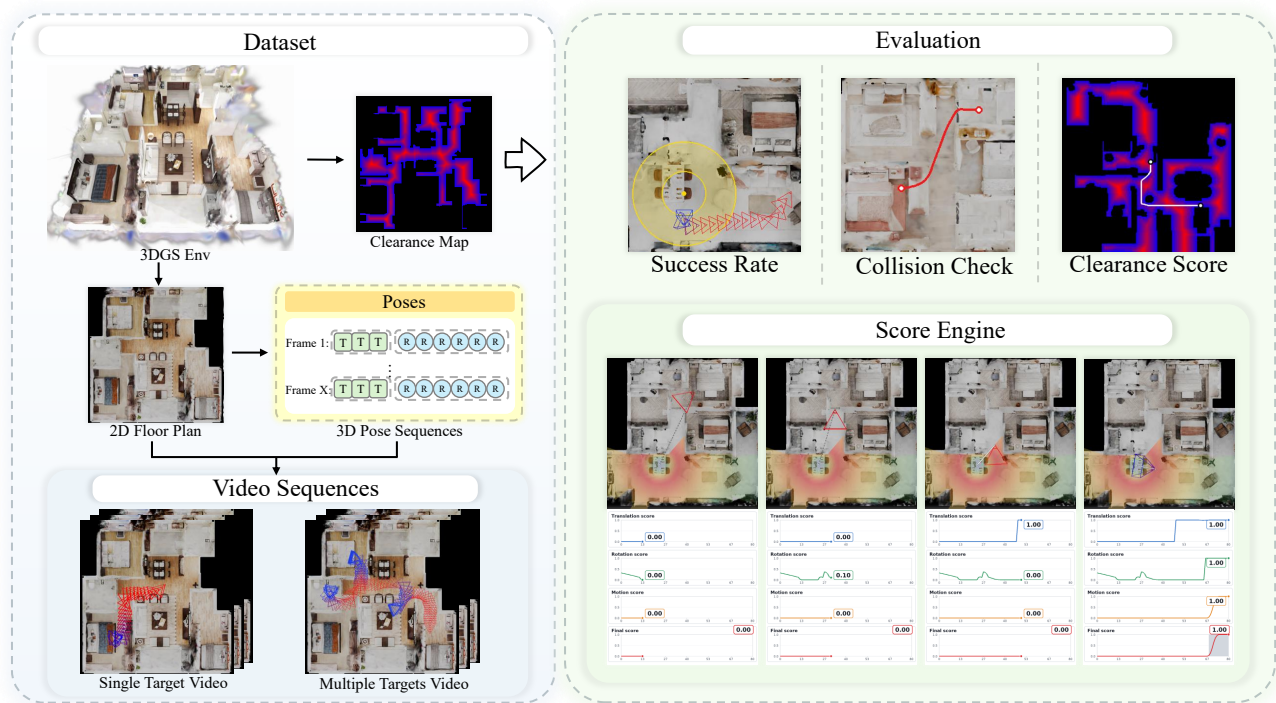 Dataset
3DGS Env
Clearance Map
2D Floor Plan
Poses
Frame 1: T T T R R R R R R
Frame X: T T T R R R R R R
3D Pose Sequences
Video Sequences
Single Target Video
Multiple Targets Video
Evaluation
Success Rate
Collision Check
Clearance Score
Score Engine
Translation score
0.00
Rotation score
0.00
Motion score
0.00
Final score
0.00
Translation score
0.00
Rotation score
0.10
Motion score
0.00
Final score
0.00
Translation score
1.00
Rotation score
0.00
Motion score
0.00
Final score
0.00
Translation score
1.00
Rotation score
1.00
Motion score
1.00
Final score
1.00